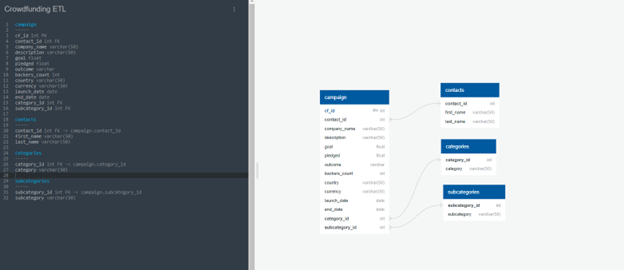 Crowdfunding ETL
1 campaign
2 -----
3 cf_id int PK
4 contact_id int FK
5 company_name varchar(50)
6 description varchar(50)
7 goal float
8 pledged float
9 outcome varchar
10 backers_count int
11 country varchar(50)
12 currency varchar(50)
13 launch_date date
14 end_date date
15 category_id int FK
16 subcategory_id int FK
17
18 contacts
19 -----
20 contact_id int FK -< campaign.contact_id
21 first_name varchar(50)
22 last_name varchar(50)
23
24 categories
25 -----
26 category_id int FK -< campaign.category_id
27 category varchar(50)
28
29 subcategories
30 -----
31 subcategory_id int FK -< campaign.subcategory_id
32 subcategory varchar(50)
campaign
cf_id int
contact_id int
company_name varchar(50)
description varchar(50)
goal float
pledged float
outcome varchar
backers_count int
country varchar(50)
currency varchar(50)
launch_date date
end_date date
category_id int
subcategory_id int
contacts
contact_id int
first_name varchar(50)
last_name varchar(50)
categories
category_id int
category varchar(50)
subcategories
subcategory_id int
subcategory varchar(50)